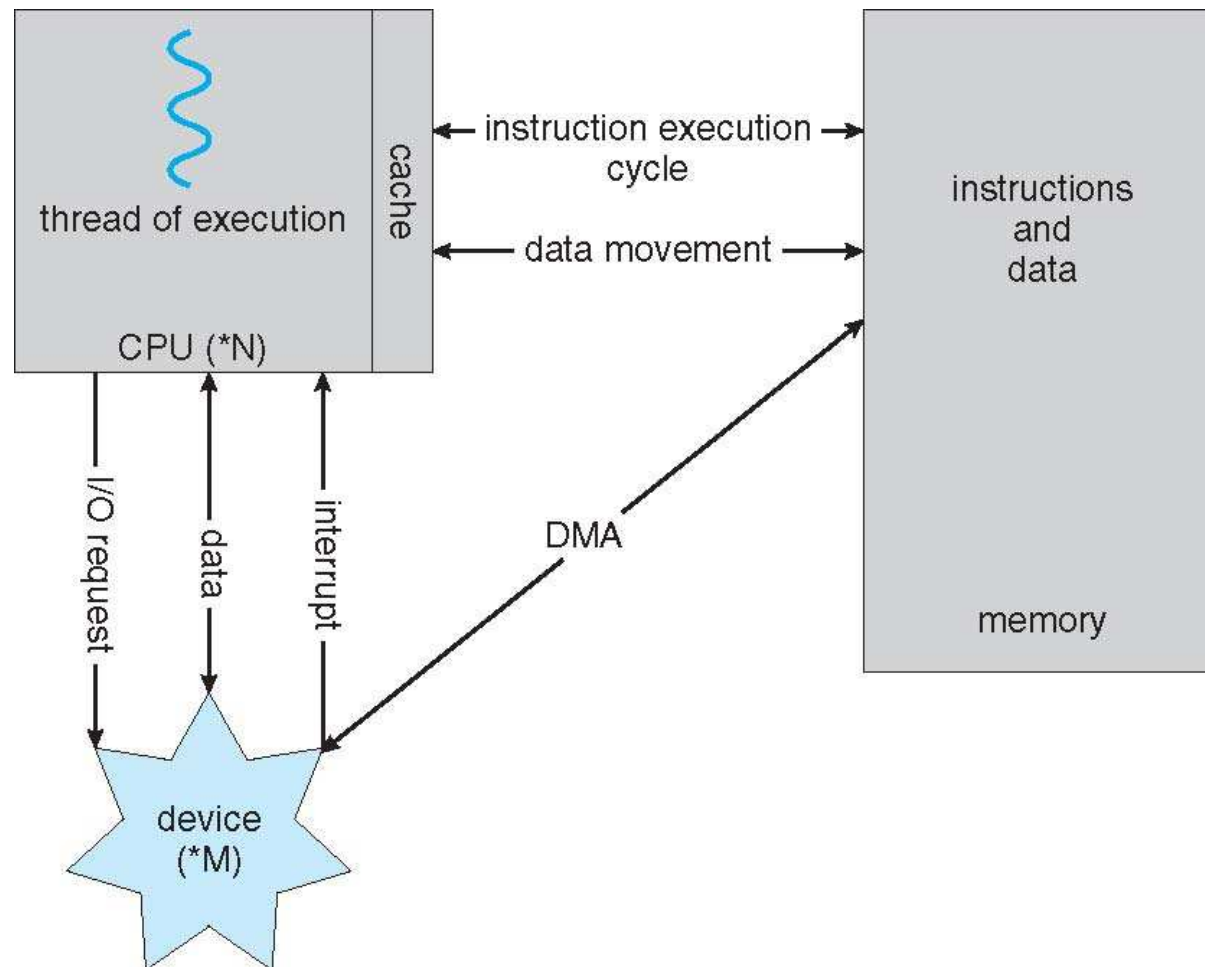 thread of execution
CPU (*N)
cache
instruction execution
cycle
data movement
instructions
and
data
memory
I/O request
data
interrupt
DMA
device
(*M)